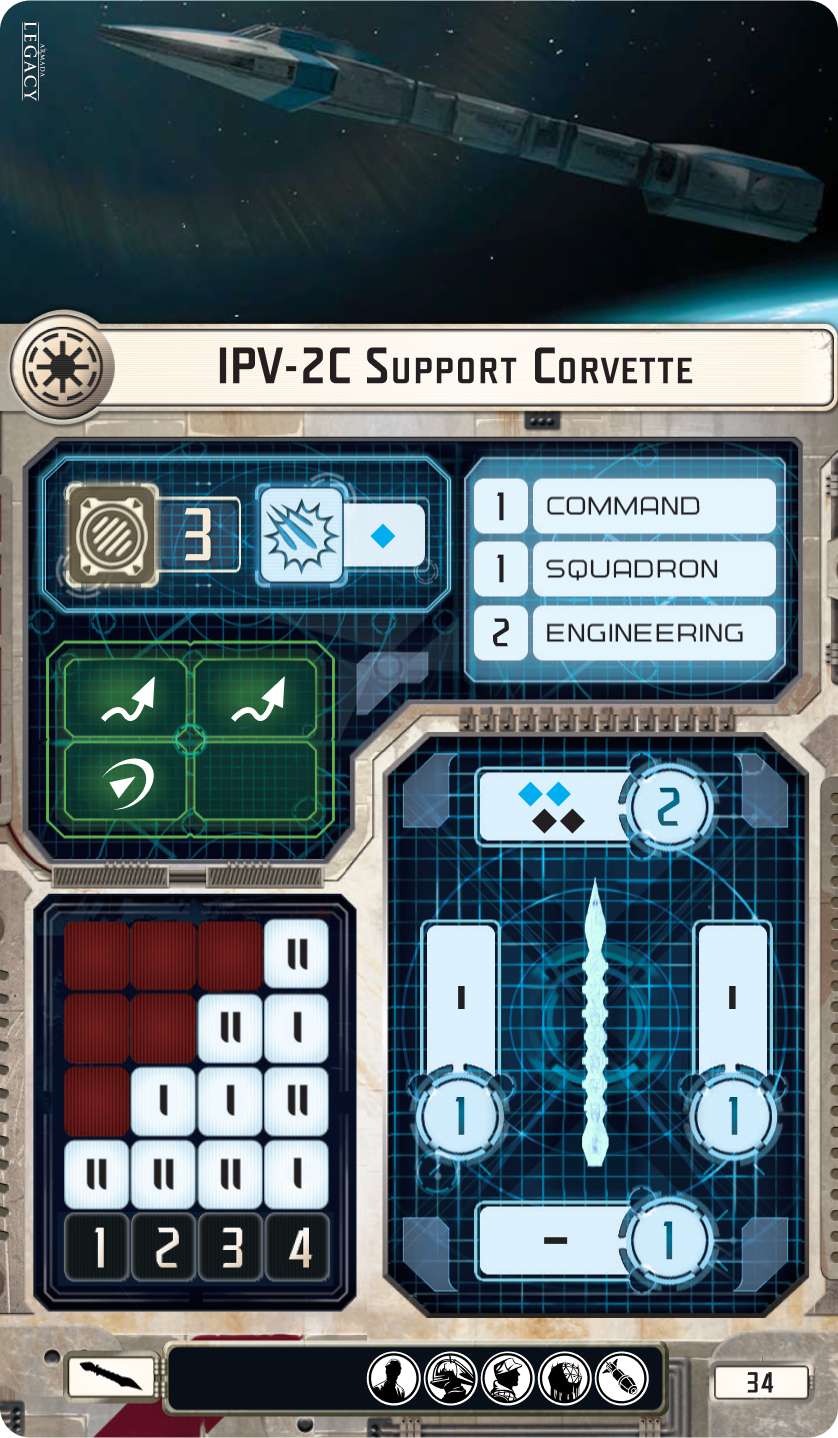 ARMADA
LEGACY
IPV-2C SUPPORT CORVETTE
3
1 COMMAND
1 SQUADRON
2 ENGINEERING
2
II
II I
I I II
1 1
II II II I
- 1
1 2 3 4
34